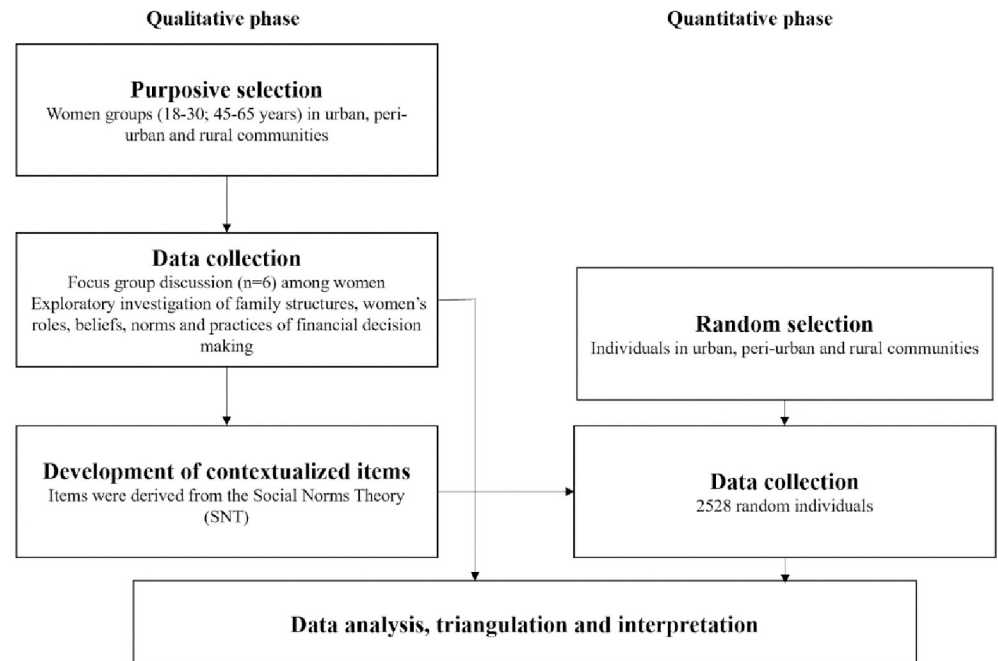 Qualitative phase
Quantitative phase
Purposive selection
Women groups (18-30; 45-65 years) in urban, peri-
urban and rural communities
Data collection
Focus group discussion (n=6) among women
Exploratory investigation of family structures, women's
roles, beliefs, norms and practices of financial decision
making
Development of contextualized items
Items were derived from the Social Norms Theory
(SNT)
Random selection
Individuals in urban, peri-urban and rural communities
Data collection
2528 random individuals
Data analysis, triangulation and interpretation